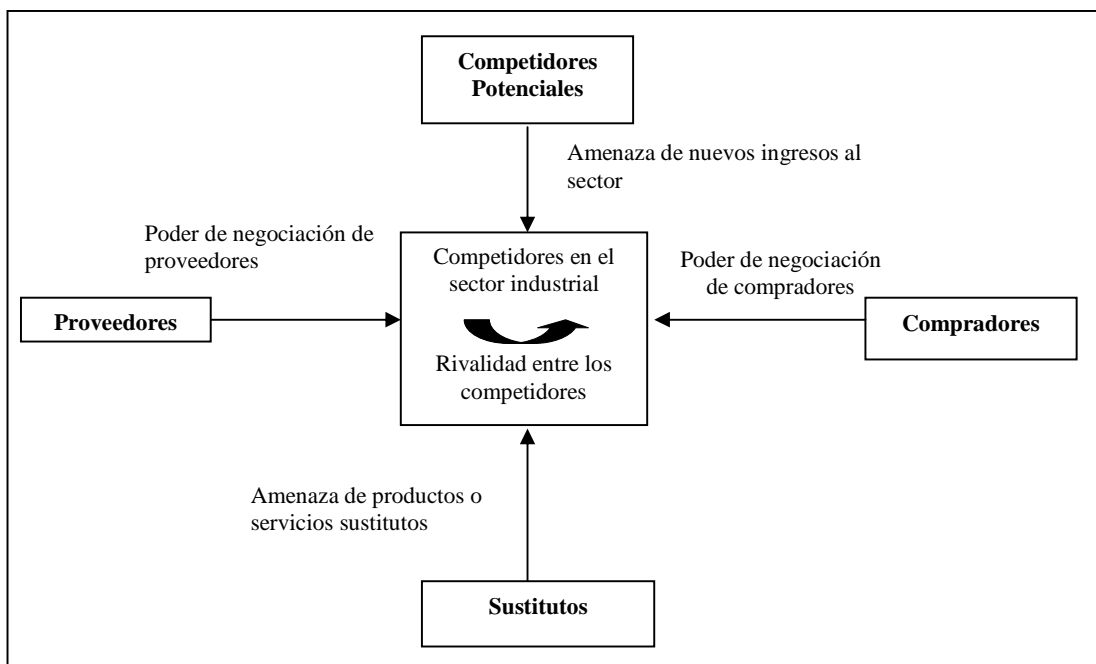 Competidores
Potenciales
Amenaza de nuevos ingresos al
sector
Poder de negociación de
proveedores
Competidores en el
sector industrial
Poder de negociación
de compradores
Proveedores
Compradores
Rivalidad entre los
competidores
Amenaza de productos o
servicios sustitutos
Sustitutos